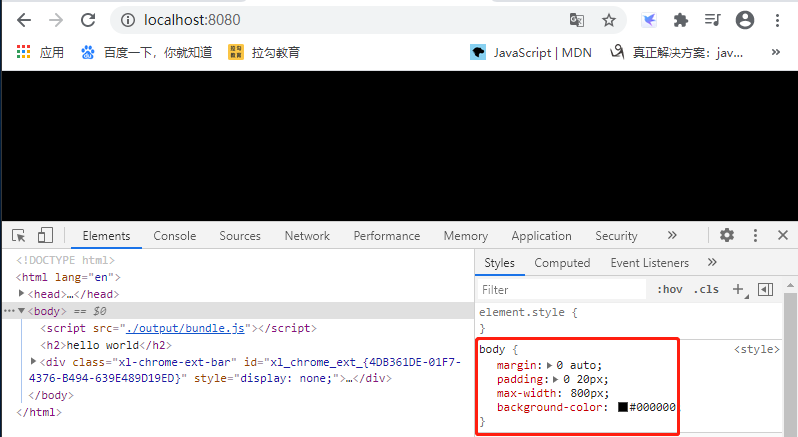 localhost:8080
应用 百度一下，你就知道 拉勾教育 拉勾教育 JavaScript | MDN 真正解决方案：jav... »
Elements Console Sources Network Performance Memory Application Security »
<!DOCTYPE html>
<html lang="en">
<head>…</head>
<body> == $0
<script src="./output/bundle.js"></script>
<h2>hello world</h2>
<div class="xl-chrome-ext-bar" id="xl_chrome_ext_{4DB361DE-01F7-
4376-B494-639E489D19ED}" style="display: none;">…</div>
</body>
</html>
Styles Computed Event Listeners »
Filter :hov .cls +
element.style {
}
body { <style>
margin: 0 auto;
padding: 0 20px;
max-width: 800px;
background-color: #000000
}